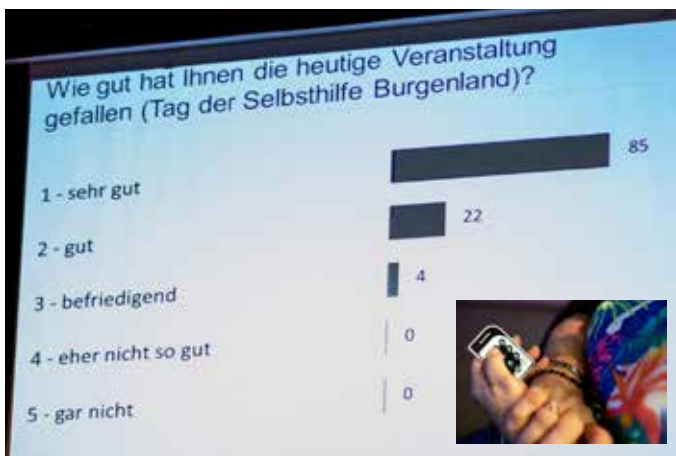 Wie gut hat Ihnen die heutige Veranstaltung
gefallen (Tag der Selbsthilfe Burgenland)?
1 - sehr gut 85
2 - gut 22
3 - befriedigend 4
4 - eher nicht so gut 0
5 - gar nicht 0